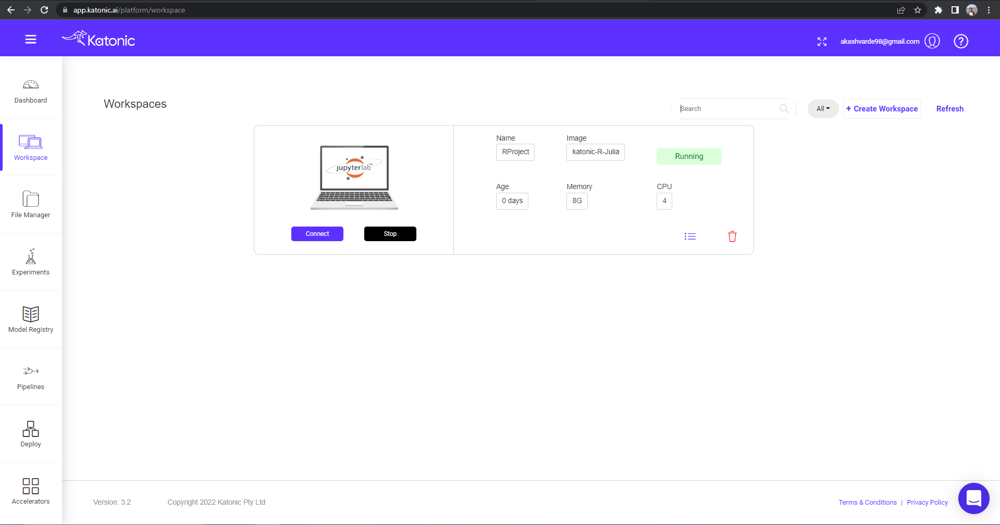 app.katonic.ai/platform/workspace
Katonic
akashvarde98@gmail.com
?
Dashboard
Workspace
File Manager
Experiments
Model Registry
Pipelines
Deploy
Accelerators
Workspaces
Search
All
+ Create Workspace
Refresh
jupyterlab™
Connect
Stop
Name
Image
RProject
katonic-R-Julia
Running
Age
Memory
CPU
0 days
8G
4
Version: 3.2
Copyright 2022 Katonic Pty Ltd
Terms & Conditions | Privacy Policy